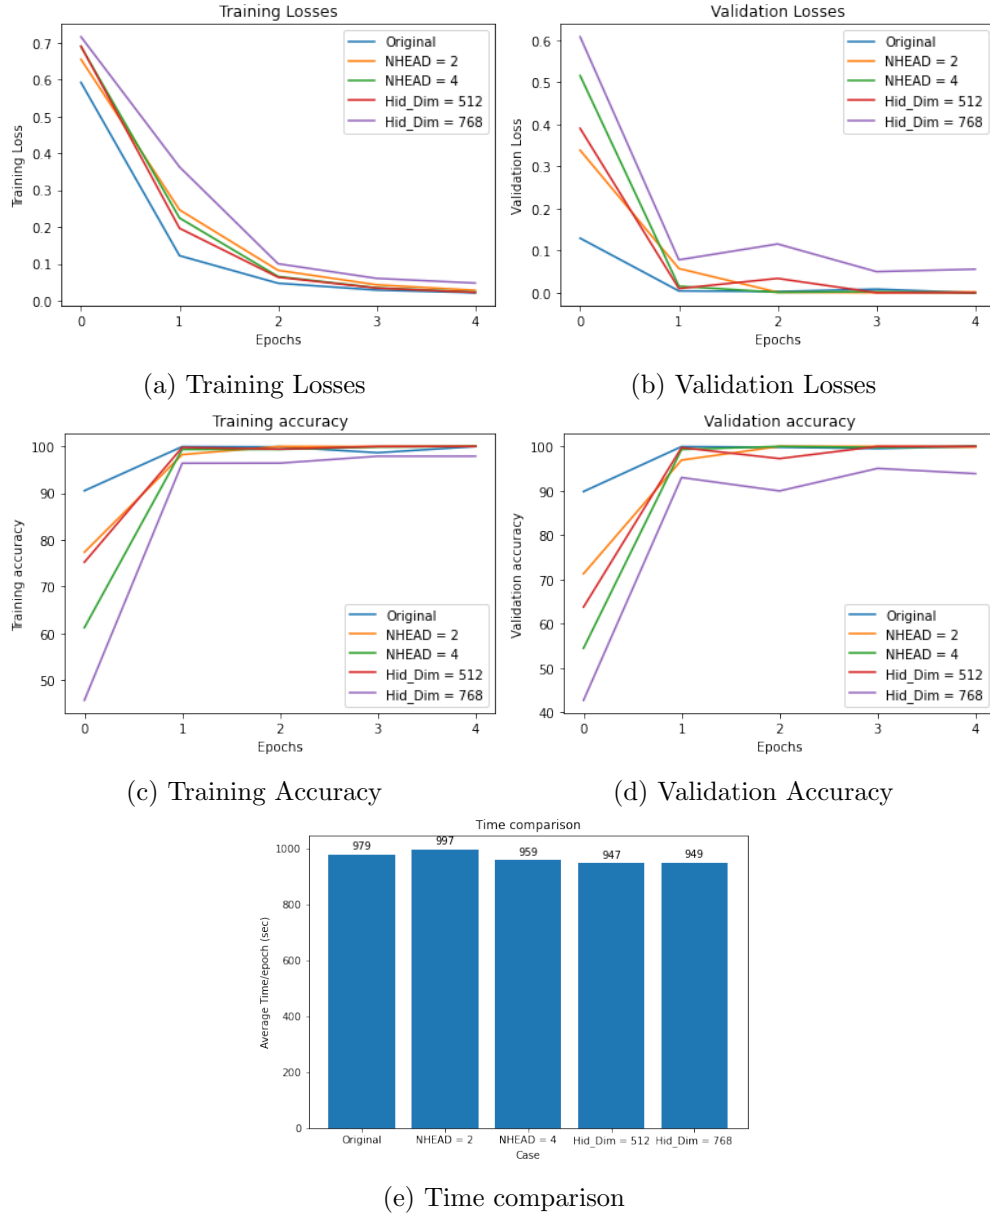 Training Losses
0.7
0.6
0.5
0.4
0.3
0.2
0.1
0.0
Training Loss
Original
NHEAD = 2
NHEAD = 4
Hid_Dim = 512
Hid_Dim = 768
0 1 2 3 4
Epochs
(a) Training Losses
Validation Losses
0.6
0.5
0.4
0.3
0.2
0.1
0.0
Validation Loss
Original
NHEAD = 2
NHEAD = 4
Hid_Dim = 512
Hid_Dim = 768
0 1 2 3 4
Epochs
(b) Validation Losses
Training accuracy
100
90
80
70
60
50
Training accuracy
Original
NHEAD = 2
NHEAD = 4
Hid_Dim = 512
Hid_Dim = 768
0 1 2 3 4
Epochs
(c) Training Accuracy
Validation accuracy
100
90
80
70
60
50
40
Validation accuracy
Original
NHEAD = 2
NHEAD = 4
Hid_Dim = 512
Hid_Dim = 768
0 1 2 3 4
Epochs
(d) Validation Accuracy
Time comparison
1000
800
600
400
200
0
Average Time/epoch (sec)
979 997 959 947 949
Original NHEAD = 2 NHEAD = 4 Hid_Dim = 512 Hid_Dim = 768
Case
(e) Time comparison